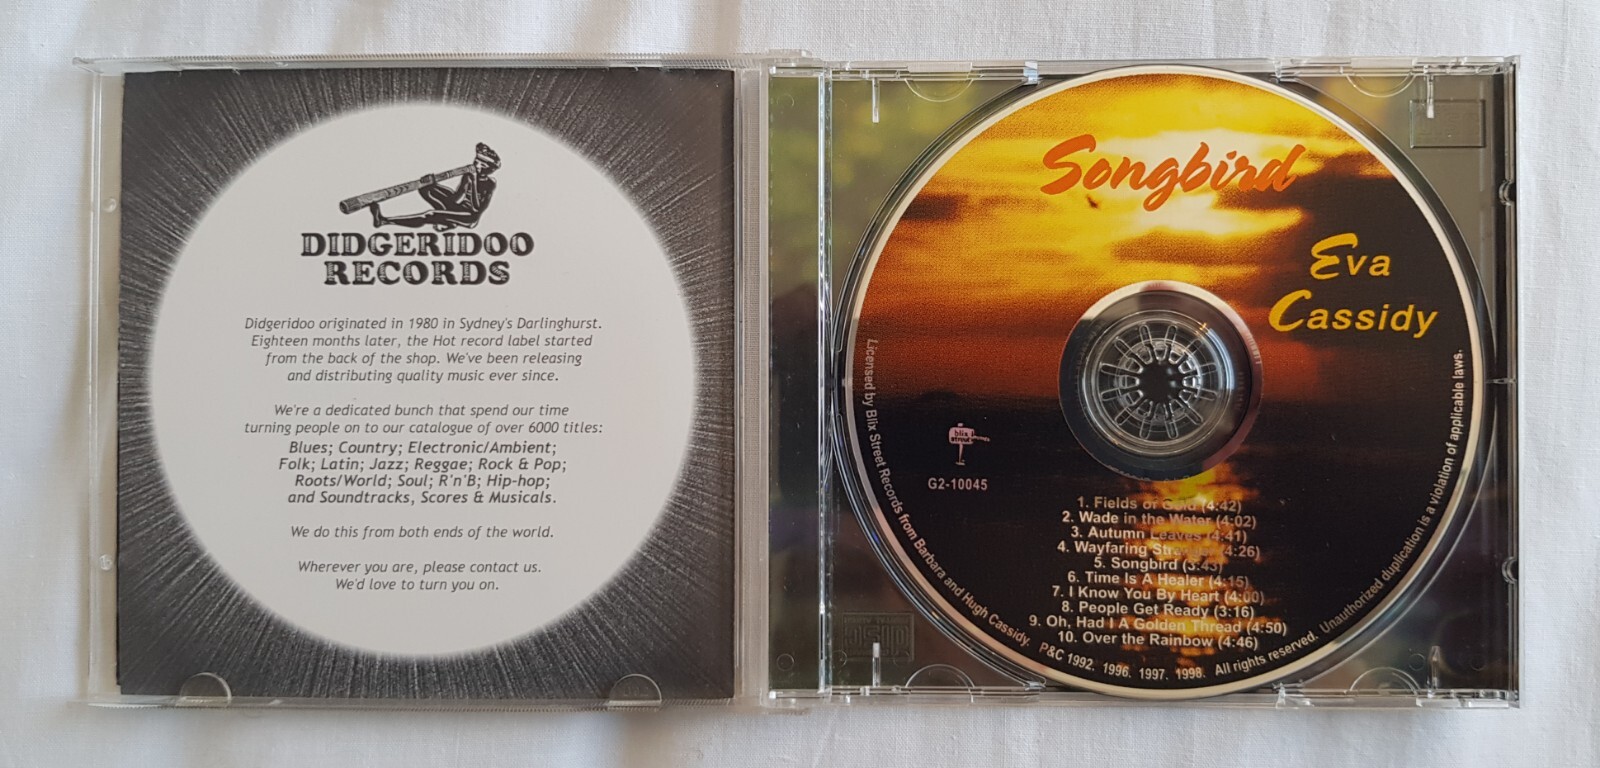 DIDGERIDOO
RECORDS
Didgeridoo originated in 1980 in Sydney's Darlinghurst.
Eighteen months later, the Hot record label started
from the back of the shop. We've been releasing
and distributing quality music ever since.
We're a dedicated bunch that spend our time
turning people on to our catalogue of over 6000 titles:
Blues; Country; Electronic/Ambient;
Folk; Latin; Jazz; Reggae; Rock & Pop;
Roots/World; Soul; R'n'B; Hip-hop;
and Soundtracks, Scores & Musicals.
We do this from both ends of the world.
Wherever you are, please contact us.
We'd love to turn you on.
Songbird
Eva
Cassidy
blix
street
G2-10045
1. Fields of Gold (4:42)
2. Wade in the Water (4:02)
3. Autumn Leaves (4:41)
4. Wayfaring Stranger (4:26)
5. Songbird (3:43)
6. Time Is A Healer (4:15)
7. I Know You By Heart (4:00)
8. People Get Ready (3:16)
9. Oh, Had I A Golden Thread (4:50)
10. Over the Rainbow (4:46)
Licensed by Blix Street Records from Barbara and Hugh Cassidy. P&C 1992. 1996. 1997. 1998. All rights reserved. Unauthorized duplication is a violation of applicable laws.